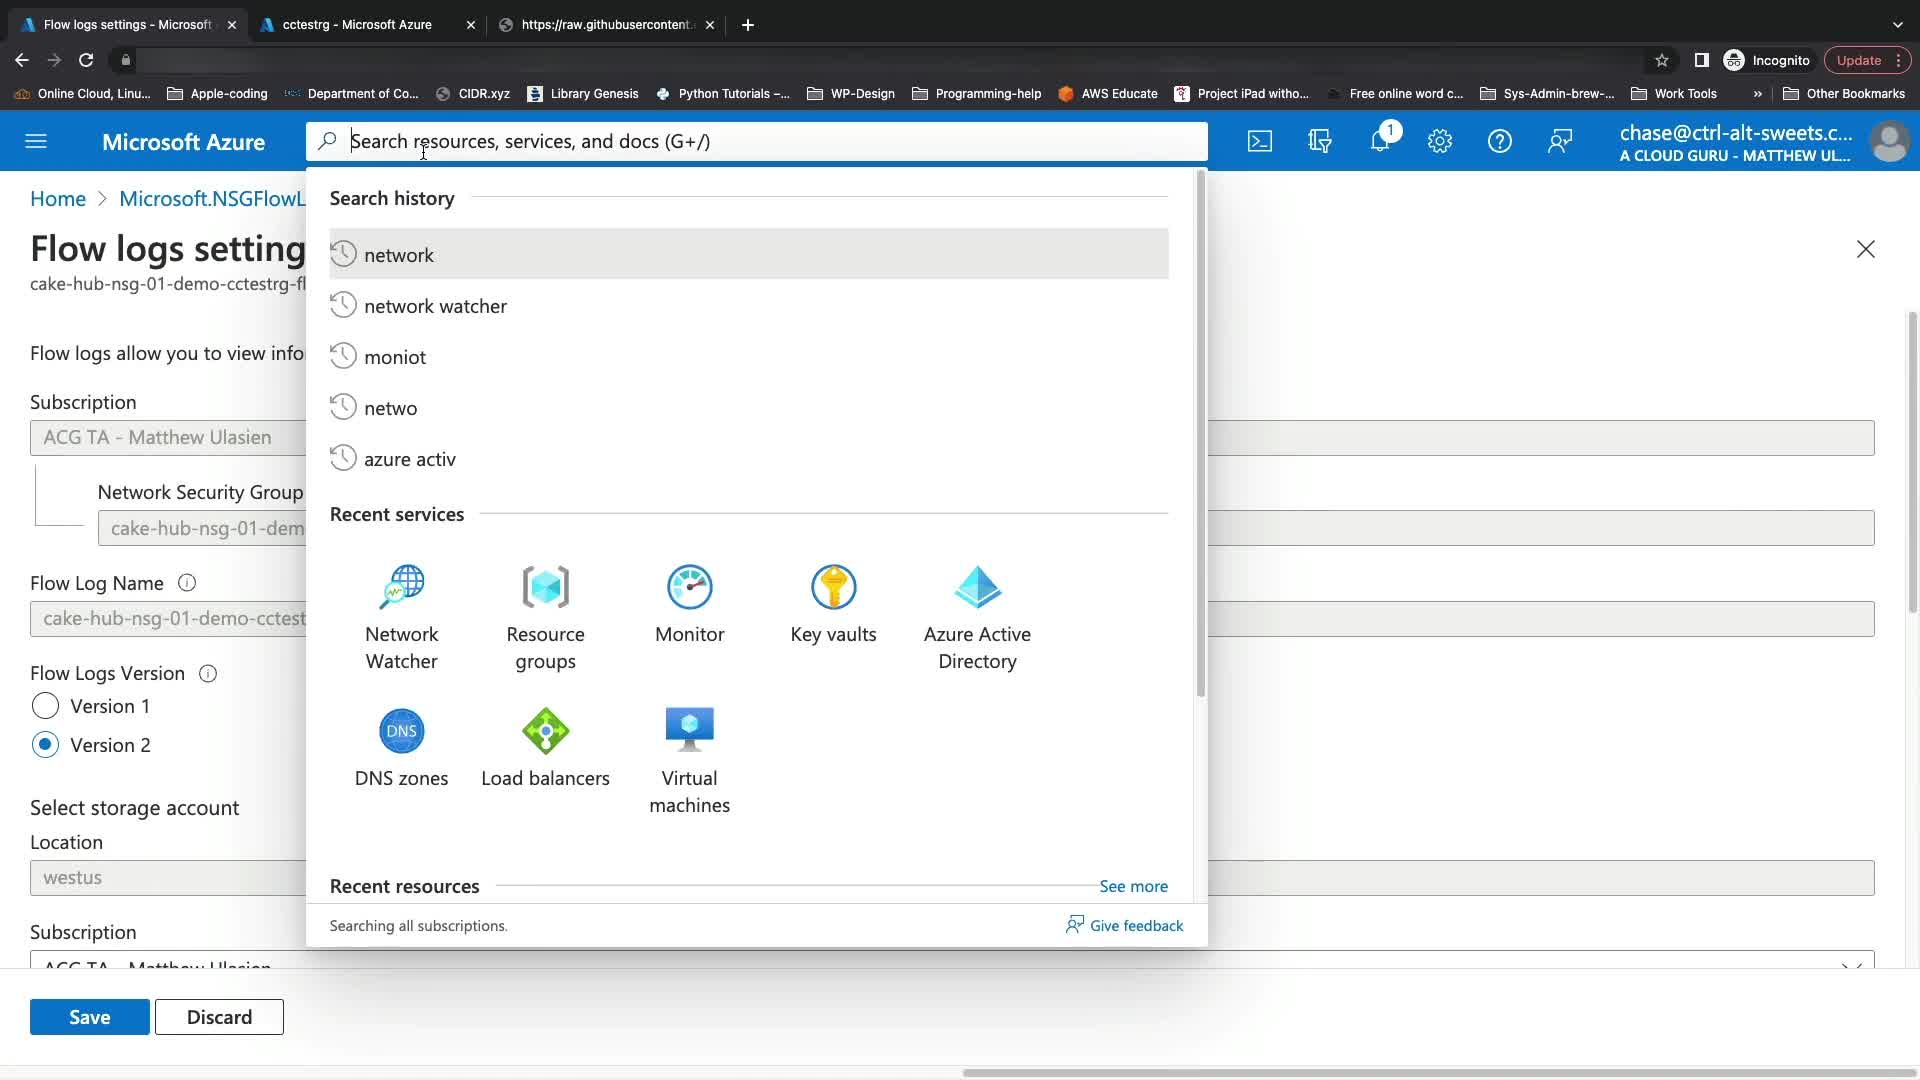 Flow logs settings - Microsoft
cctestrg - Microsoft Azure
https://raw.githubusercontent.
Incognito
Update
Online Cloud, Linu...
Apple-coding
Department of Co...
CIDR.xyz
Library Genesis
Python Tutorials –...
WP-Design
Programming-help
AWS Educate
Project iPad witho...
Free online word c...
Sys-Admin-brew-...
Work Tools
»
Other Bookmarks
Microsoft Azure
Search resources, services, and docs (G+/)
1
chase@ctrl-alt-sweets.c...
A CLOUD GURU - MATTHEW UL...
Home > Microsoft.NSGFlowL
Flow logs setting
cake-hub-nsg-01-demo-cctestrg-fl
Flow logs allow you to view info
Subscription
ACG TA - Matthew Ulasien
Network Security Group
cake-hub-nsg-01-dem
Flow Log Name
cake-hub-nsg-01-demo-cctest
Flow Logs Version
Version 1
Version 2
Select storage account
Location
westus
Subscription
ACG TA - Matthew Ulasien
Save
Discard
Search history
network
network watcher
moniot
netwo
azure activ
Recent services
Network
Watcher
Resource
groups
Monitor
Key vaults
Azure Active
Directory
DNS
DNS zones
Load balancers
Virtual
machines
Recent resources
See more
Searching all subscriptions.
Give feedback